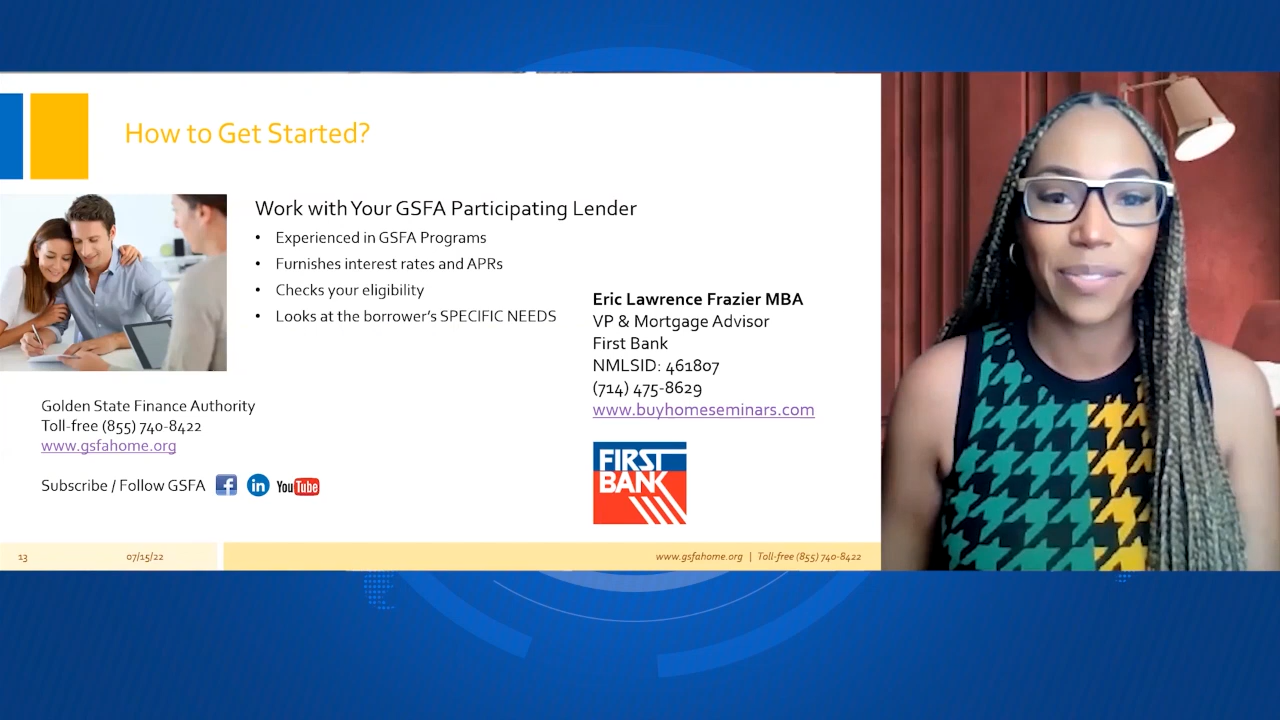 How to Get Started?
Work with Your GSFA Participating Lender
• Experienced in GSFA Programs
• Furnishes interest rates and APRs
• Checks your eligibility
• Looks at the borrower's SPECIFIC NEEDS
Eric Lawrence Frazier MBA
VP & Mortgage Advisor
First Bank
NMLSID: 461807
(714) 475-8629
www.buyhomeseminars.com
FIRST
BANK
Golden State Finance Authority
Toll-free (855) 740-8422
www.gsfahome.org
Subscribe / Follow GSFA f in YouTube
13 07/15/22 www.gsfahome.org | Toll-free (855) 740-8422